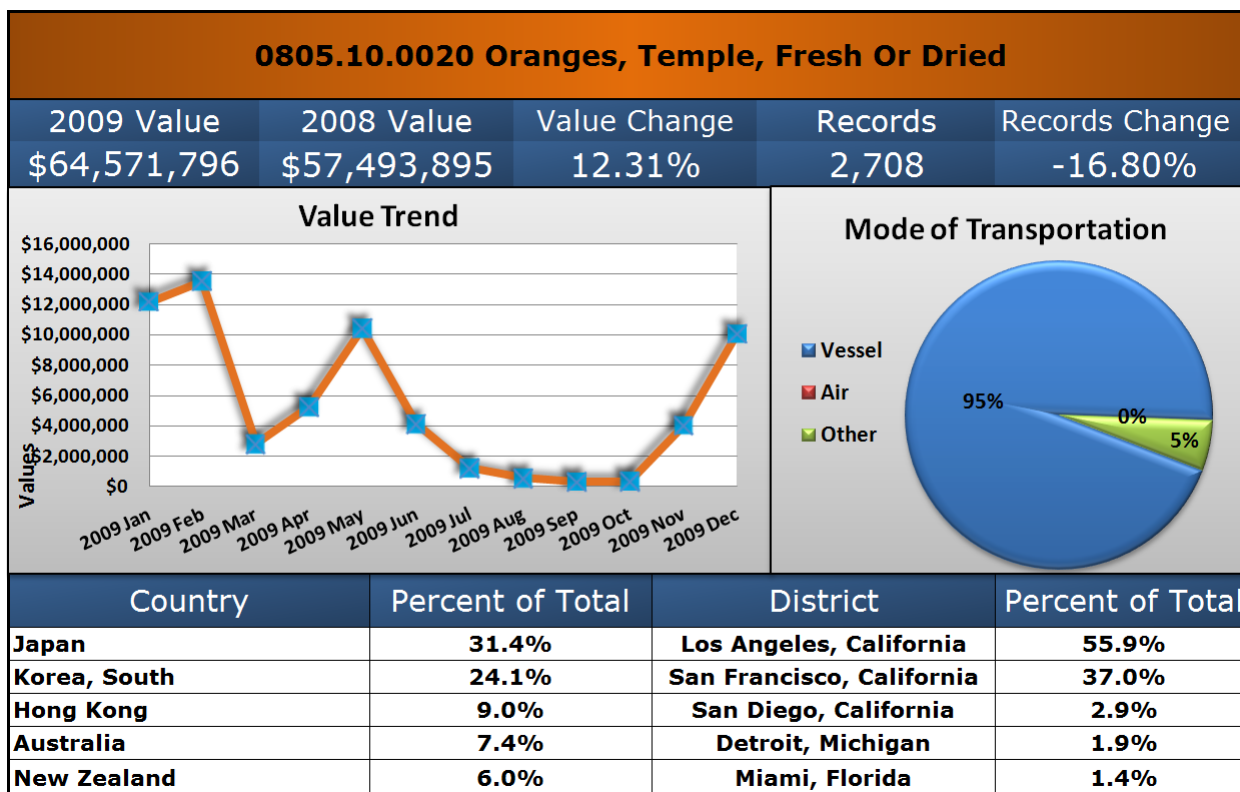 0805.10.0020 Oranges, Temple, Fresh Or Dried
2009 Value 2008 Value Value Change Records Records Change
$64,571,796 $57,493,895 12.31% 2,708 -16.80%
Value Trend
$16,000,000
$14,000,000
$12,000,000
$10,000,000
$8,000,000
$6,000,000
$4,000,000
$2,000,000
$0
Values
2009 Jan 2009 Feb 2009 Mar 2009 Apr 2009 May 2009 Jun 2009 Jul 2009 Aug 2009 Sep 2009 Oct 2009 Nov 2009 Dec
Mode of Transportation
Vessel
Air
Other
95%
0%
5%
Country Percent of Total District Percent of Total
Japan 31.4% Los Angeles, California 55.9%
Korea, South 24.1% San Francisco, California 37.0%
Hong Kong 9.0% San Diego, California 2.9%
Australia 7.4% Detroit, Michigan 1.9%
New Zealand 6.0% Miami, Florida 1.4%